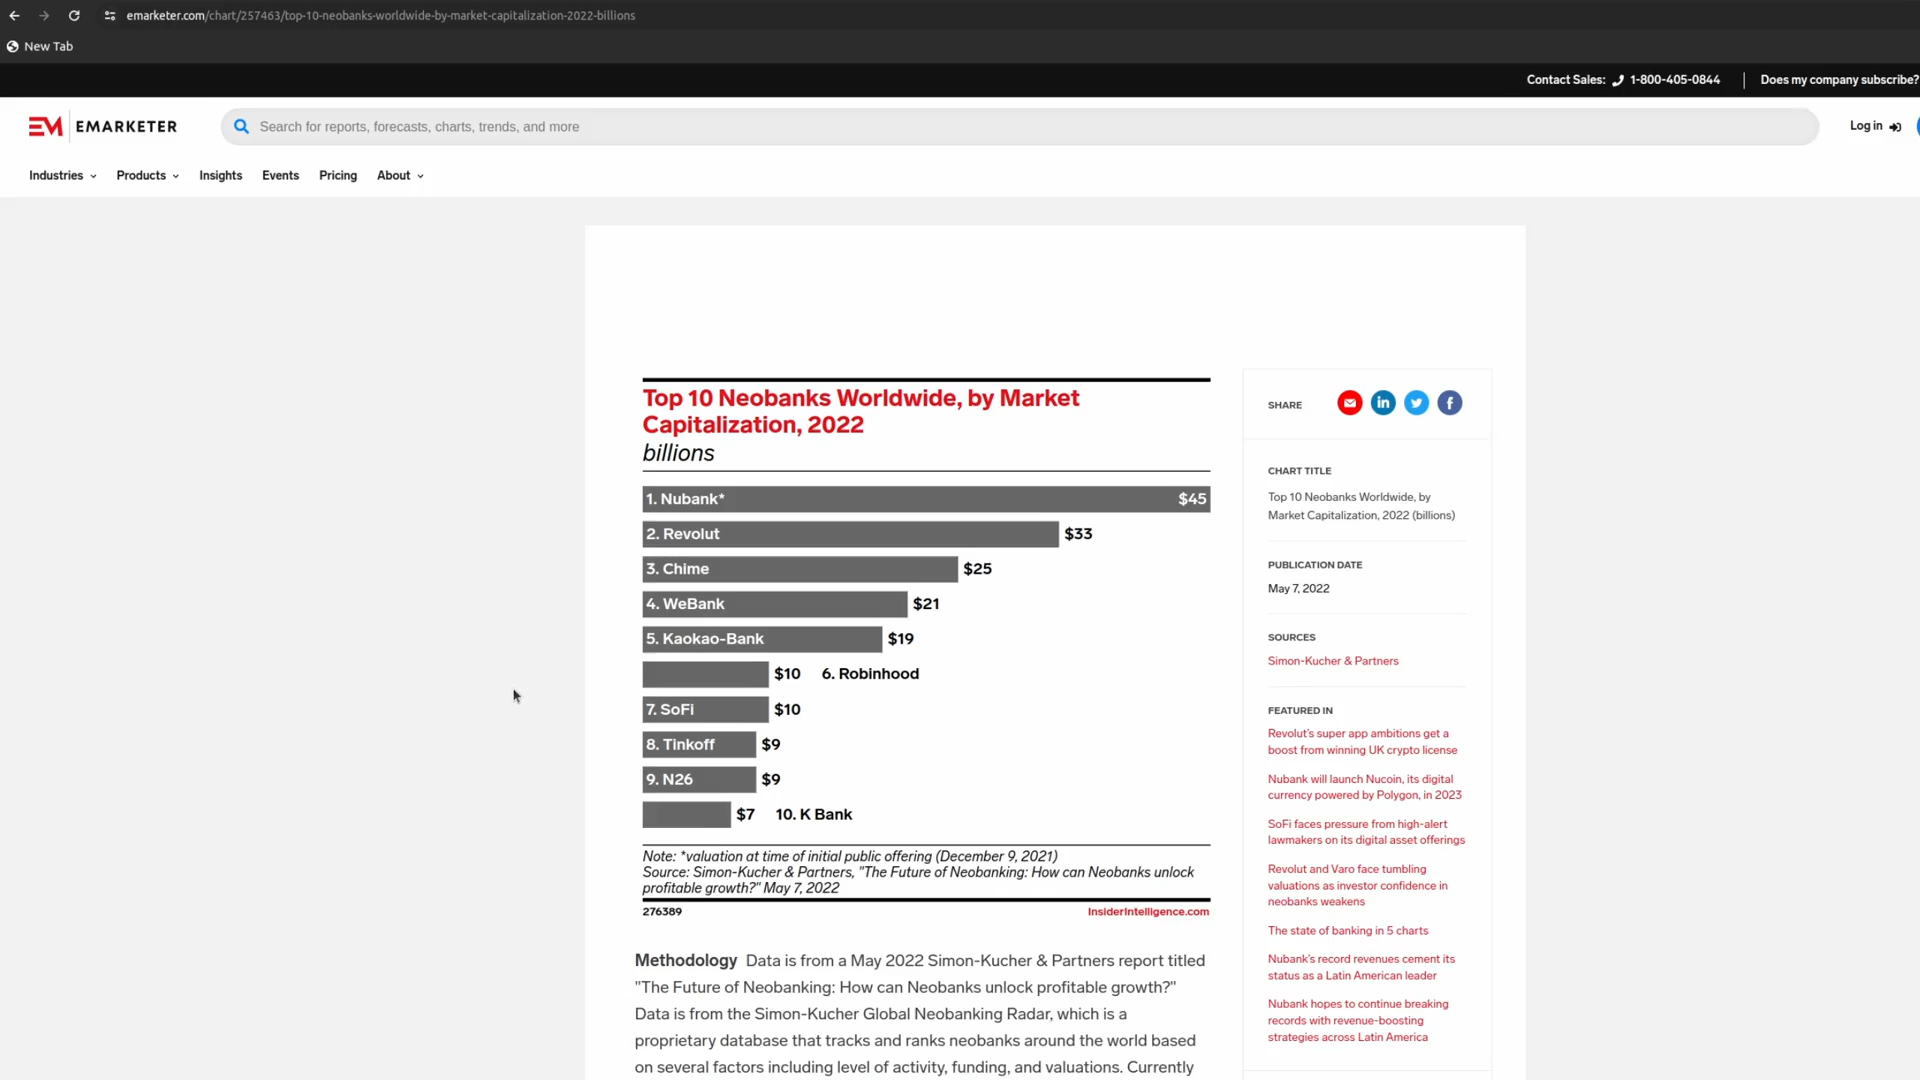 emarketer.com/chart/257463/top-10-neobanks-worldwide-by-market-capitalization-2022-billions
New Tab
Contact Sales: 1-800-405-0844 Does my company subscribe?
EM EMARKETER Search for reports, forecasts, charts, trends, and more Log in
Industries Products Insights Events Pricing About
Top 10 Neobanks Worldwide, by Market
Capitalization, 2022
billions
1. Nubank* $45
2. Revolut $33
3. Chime $25
4. WeBank $21
5. Kaokao-Bank $19
$10 6. Robinhood
7. SoFi $10
8. Tinkoff $9
9. N26 $9
$7 10. K Bank
Note: *valuation at time of initial public offering (December 9, 2021)
Source: Simon-Kucher & Partners, "The Future of Neobanking: How can Neobanks unlock
profitable growth?" May 7, 2022
276389 InsiderIntelligence.com
Methodology Data is from a May 2022 Simon-Kucher & Partners report titled
"The Future of Neobanking: How can Neobanks unlock profitable growth?"
Data is from the Simon-Kucher Global Neobanking Radar, which is a
proprietary database that tracks and ranks neobanks around the world based
on several factors including level of activity, funding, and valuations. Currently
SHARE
CHART TITLE
Top 10 Neobanks Worldwide, by
Market Capitalization, 2022 (billions)
PUBLICATION DATE
May 7, 2022
SOURCES
Simon-Kucher & Partners
FEATURED IN
Revolut's super app ambitions get a
boost from winning UK crypto license
Nubank will launch Nucoin, its digital
currency powered by Polygon, in 2023
SoFi faces pressure from high-alert
lawmakers on its digital asset offerings
Revolut and Varo face tumbling
valuations as investor confidence in
neobanks weakens
The state of banking in 5 charts
Nubank's record revenues cement its
status as a Latin American leader
Nubank hopes to continue breaking
records with revenue-boosting
strategies across Latin America